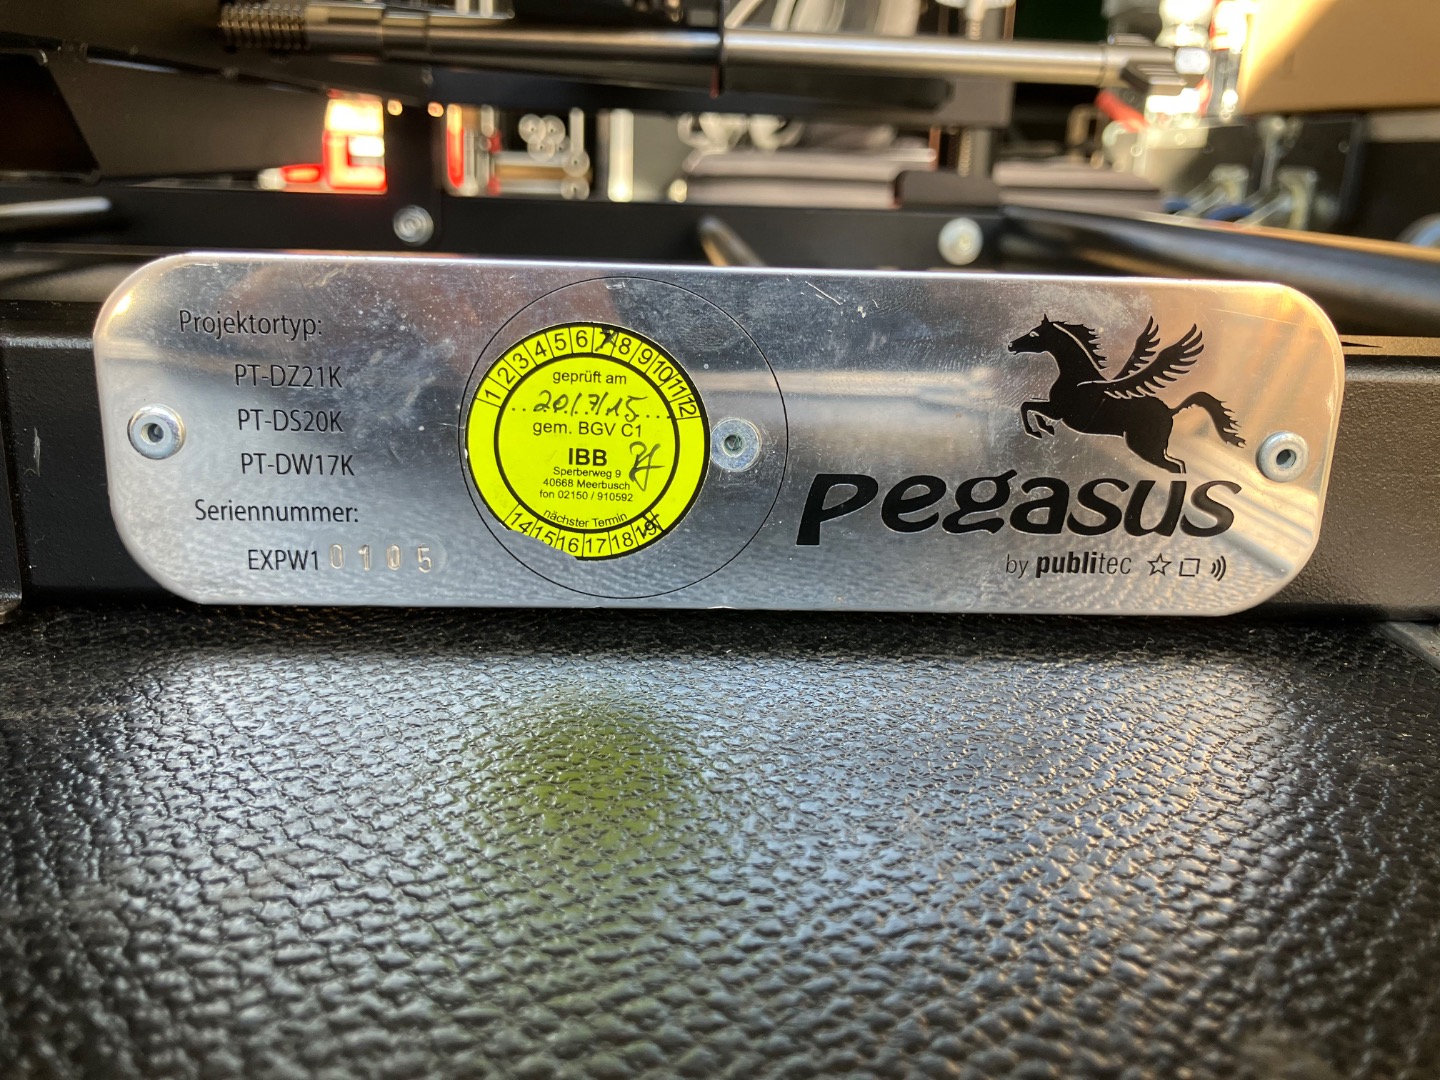 Projektortyp:
PT-DZ21K
PT-DS20K
PT-DW17K
Seriennummer:
EXPW1 0105
1 2 3 4 5 6 7 8 9 10 11 12
geprüft am
20/7/15
gem. BGV C1
IBB
Sperberweg 9
40668 Meerbusch
fon 02150 / 910592
nächster Termin
14 15 16 17 18 19
pegasus
by publitec